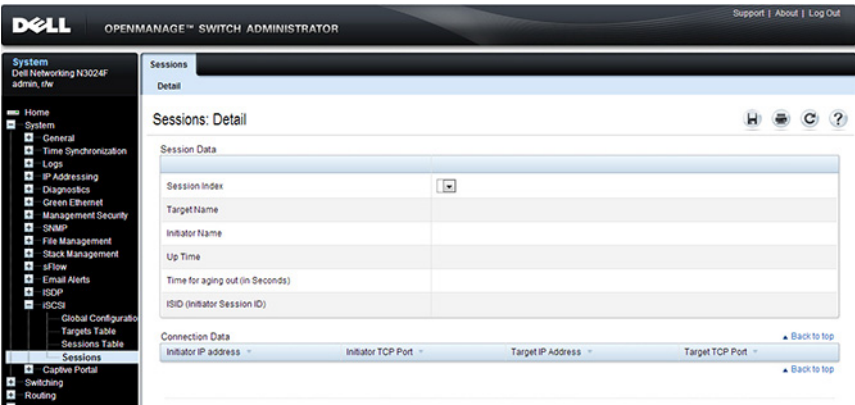 Support | About | Log Out
DELL OPENMANAGE™ SWITCH ADMINISTRATOR
System
Dell Networking N3024F
admin, r/w
Home
System
General
Time Synchronization
Logs
IP Addressing
Diagnostics
Green Ethernet
Management Security
SNMP
File Management
Stack Management
sFlow
Email Alerts
ISDP
iSCSI
Global Configuratio
Targets Table
Sessions Table
Sessions
Captive Portal
Switching
Routing
Sessions
Detail
Sessions: Detail
Session Data
Session Index
Target Name
Initiator Name
Up Time
Time for aging out (in Seconds)
ISID (Initiator Session ID)
Connection Data
Back to top
Initiator IP address Initiator TCP Port Target IP Address Target TCP Port
Back to top